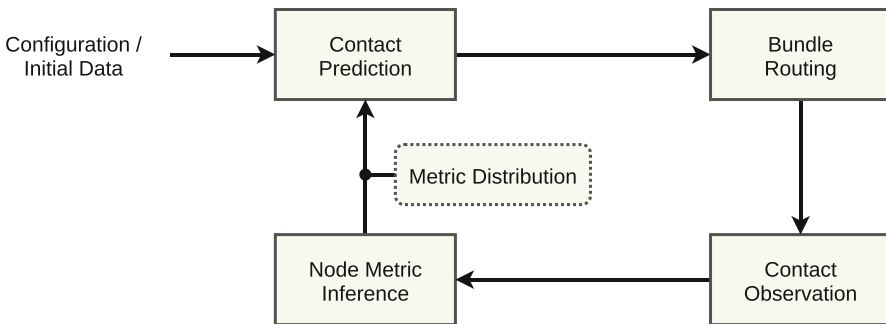 Configuration /
Initial Data
Contact
Prediction
Bundle
Routing
Metric Distribution
Node Metric
Inference
Contact
Observation